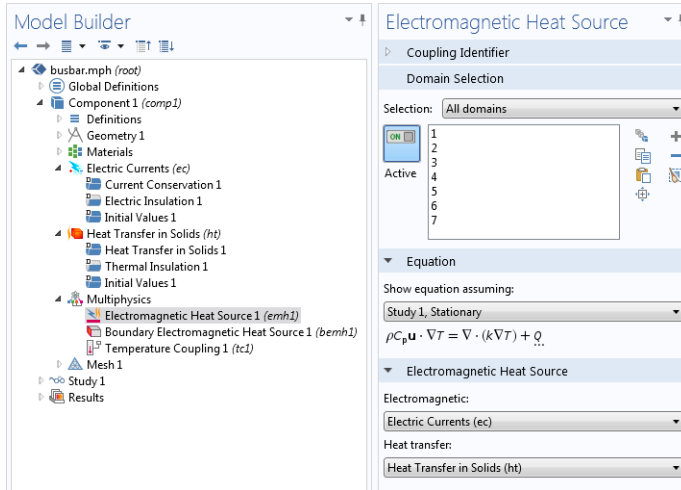 Model Builder
busbar.mph (root)
Global Definitions
Component 1 (comp1)
Definitions
Geometry 1
Materials
Electric Currents (ec)
Current Conservation 1
Electric Insulation 1
Initial Values 1
Heat Transfer in Solids (ht)
Heat Transfer in Solids 1
Thermal Insulation 1
Initial Values 1
Multiphysics
Electromagnetic Heat Source 1 (emh1)
Boundary Electromagnetic Heat Source 1 (bemh1)
Temperature Coupling 1 (tc1)
Mesh 1
Study 1
Results
Electromagnetic Heat Source
Coupling Identifier
Domain Selection
Selection: All domains
ON
Active
1
2
3
4
5
6
7
Equation
Show equation assuming:
Study 1, Stationary
ρCₚu · ∇T = ∇ · (k∇T) + Q
Electromagnetic Heat Source
Electromagnetic:
Electric Currents (ec)
Heat transfer:
Heat Transfer in Solids (ht)